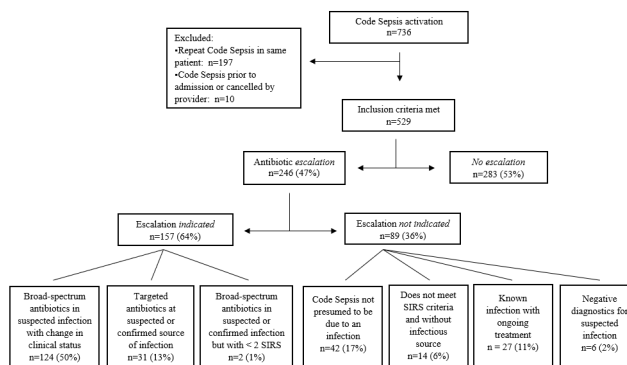 Code Sepsis activation
n=736
Excluded:
•Repeat Code Sepsis in same
patient: n=197
•Code Sepsis prior to
admission or cancelled by
provider: n=10
Inclusion criteria met
n=529
Antibiotic escalation
n=246 (47%)
No escalation
n=283 (53%)
Escalation indicated
n=157 (64%)
Escalation not indicated
n=89 (36%)
Broad-spectrum
antibiotics in
suspected infection
with change in
clinical status
n=124 (50%)
Targeted
antibiotics at
suspected or
confirmed source
of infection
n=31 (13%)
Broad-spectrum
antibiotics in
suspected or
confirmed infection
but with < 2 SIRS
n=2 (1%)
Code Sepsis not
presumed to be
due to an
infection
n=42 (17%)
Does not meet
SIRS criteria and
without
infectious
source
n=14 (6%)
Known
infection with
ongoing
treatment
n = 27 (11%)
Negative
diagnostics for
suspected
infection
n=6 (2%)